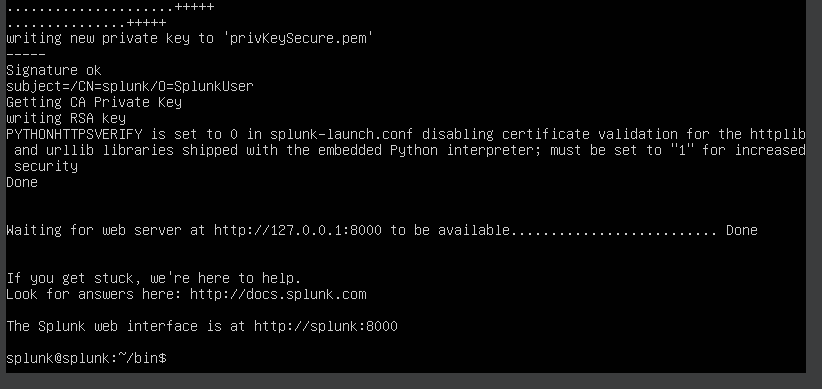 .....................+++++
...............+++++
writing new private key to 'privKeySecure.pem'
-----
Signature ok
subject=/CN=splunk/O=SplunkUser
Getting CA Private Key
writing RSA key
PYTHONHTTPSVERIFY is set to 0 in splunk-launch.conf disabling certificate validation for the httplib
and urllib libraries shipped with the embedded Python interpreter; must be set to "1" for increased
security
Done
Waiting for web server at http://127.0.0.1:8000 to be available.......................... Done
If you get stuck, we're here to help.
Look for answers here: http://docs.splunk.com
The Splunk web interface is at http://splunk:8000
splunk@splunk:~/bin$